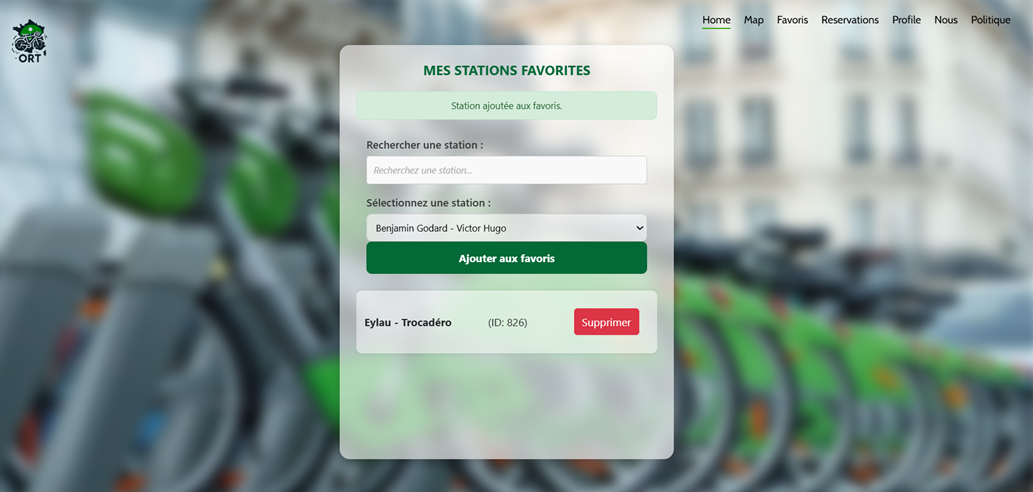 ORT
Home Map Favoris Reservations Profile Nous Politique
MES STATIONS FAVORITES
Station ajoutée aux favoris.
Rechercher une station :
Recherchez une station...
Sélectionnez une station :
Benjamin Godard - Victor Hugo
Ajouter aux favoris
Eylau - Trocadéro (ID: 826) Supprimer